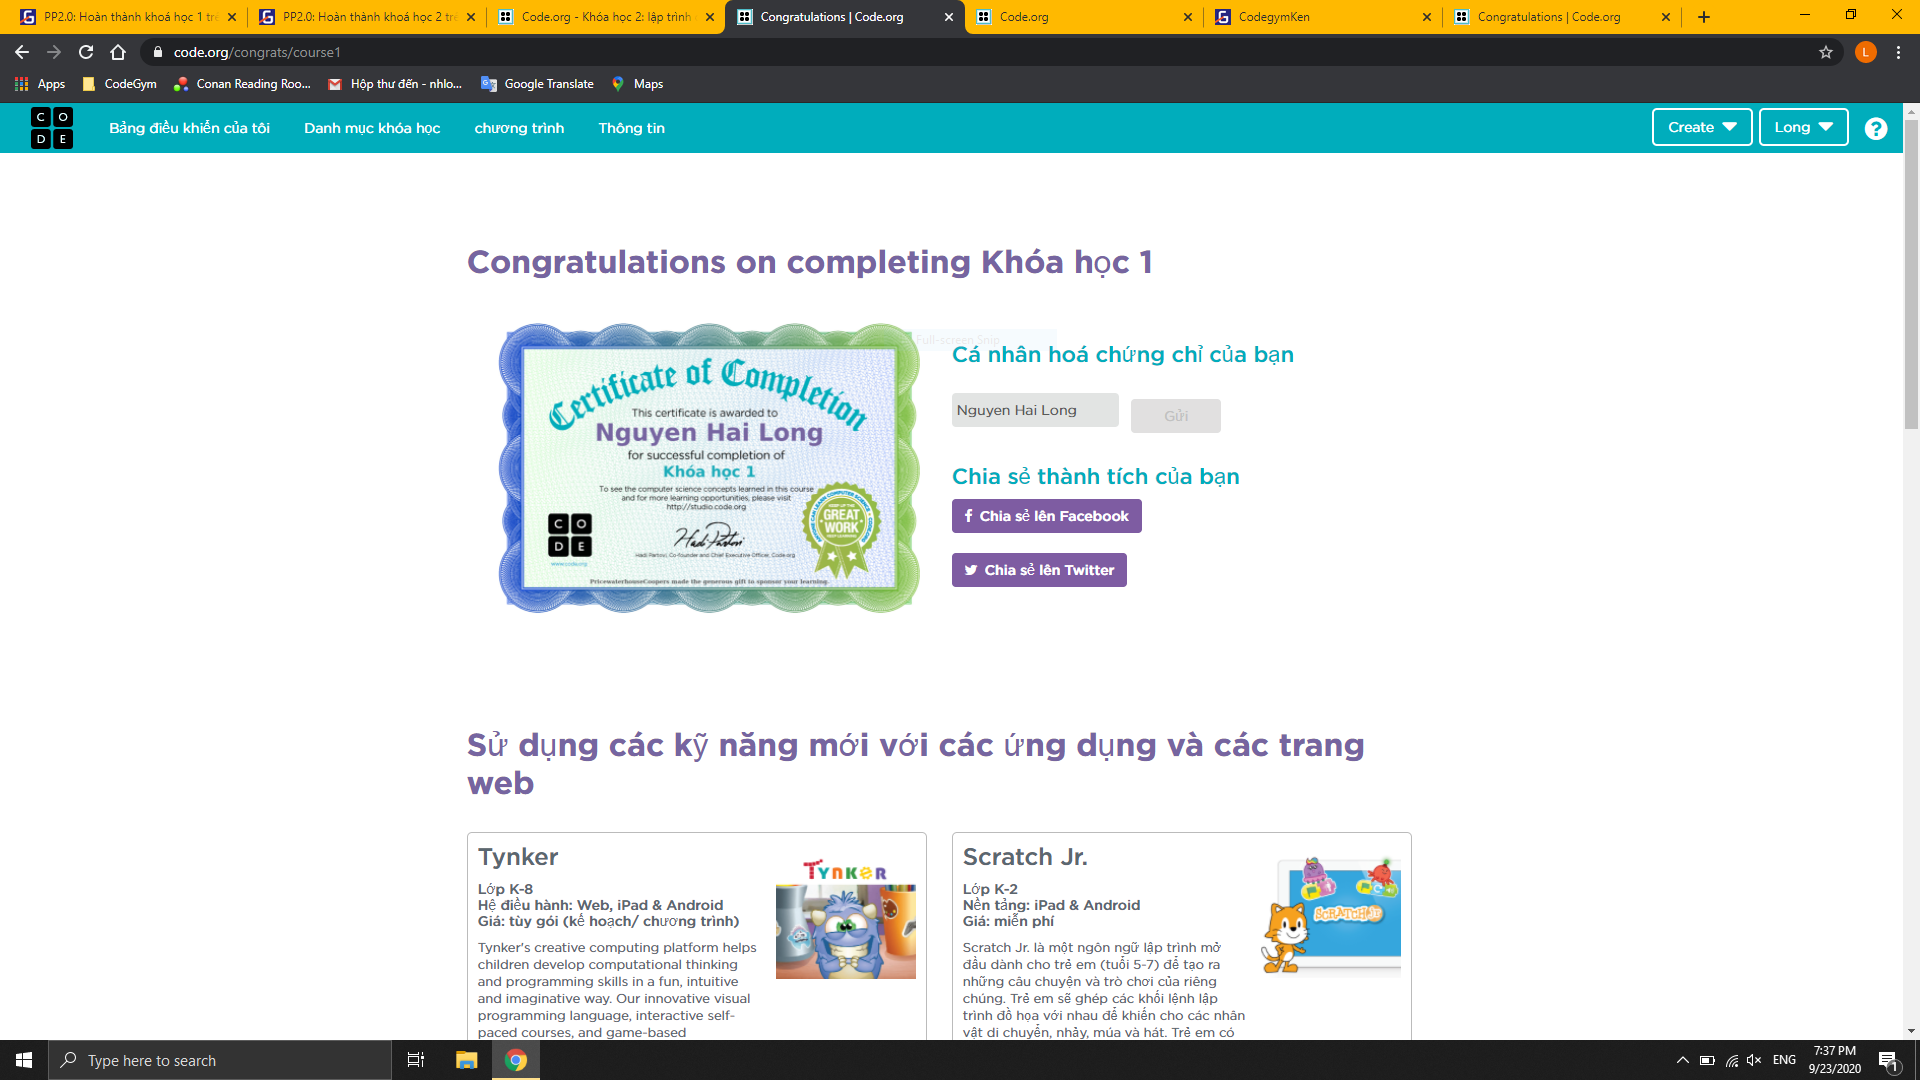 PP2.0: Hoàn thành khoá học 1 trê
PP2.0: Hoàn thành khoá học 2 trê
Code.org - Khóa học 2: lập trình
Congratulations | Code.org
Code.org
CodegymKen
Congratulations | Code.org
code.org/congrats/course1
L
Apps
CodeGym
Conan Reading Roo...
Hộp thư đến - nhlo...
Google Translate
Maps
C O
D E
Bảng điều khiển của tôi
Danh mục khóa học
chương trình
Thông tin
Create
Long
?
Congratulations on completing Khóa học 1
Full-screen Snip
Certificate of Completion
This certificate is awarded to
Nguyen Hai Long
for successful completion of
Khóa học 1
To see the computer science concepts learned in this course
and for more learning opportunities, please visit
http://studio.code.org
GREAT
WORK
C O
D E
www.code.org
Hadi Partovi, Co-founder and Chief Executive Officer, Code.org
PricewaterhouseCoopers made the generous gift to sponsor your learning.
Cá nhân hoá chứng chỉ của bạn
Nguyen Hai Long
Gửi
Chia sẻ thành tích của bạn
Chia sẻ lên Facebook
Chia sẻ lên Twitter
Sử dụng các kỹ năng mới với các ứng dụng và các trang
web
Tynker
Lớp K-8
Hệ điều hành: Web, iPad & Android
Giá: tùy gói (kế hoạch/ chương trình)
Tynker's creative computing platform helps
children develop computational thinking
and programming skills in a fun, intuitive
and imaginative way. Our innovative visual
programming language, interactive self-
paced courses, and game-based
TYNKER
Scratch Jr.
Lớp K-2
Nền tảng: iPad & Android
Giá: miễn phí
Scratch Jr. là một ngôn ngữ lập trình mở
đầu dành cho trẻ em (tuổi 5-7) để tạo ra
những câu chuyện và trò chơi của riêng
chúng. Trẻ em sẽ ghép các khối lệnh lập
trình đồ họa với nhau để khiến cho các nhân
vật di chuyển, nhảy, múa và hát. Trẻ em có
Type here to search
ENG
7:37 PM
9/23/2020
1